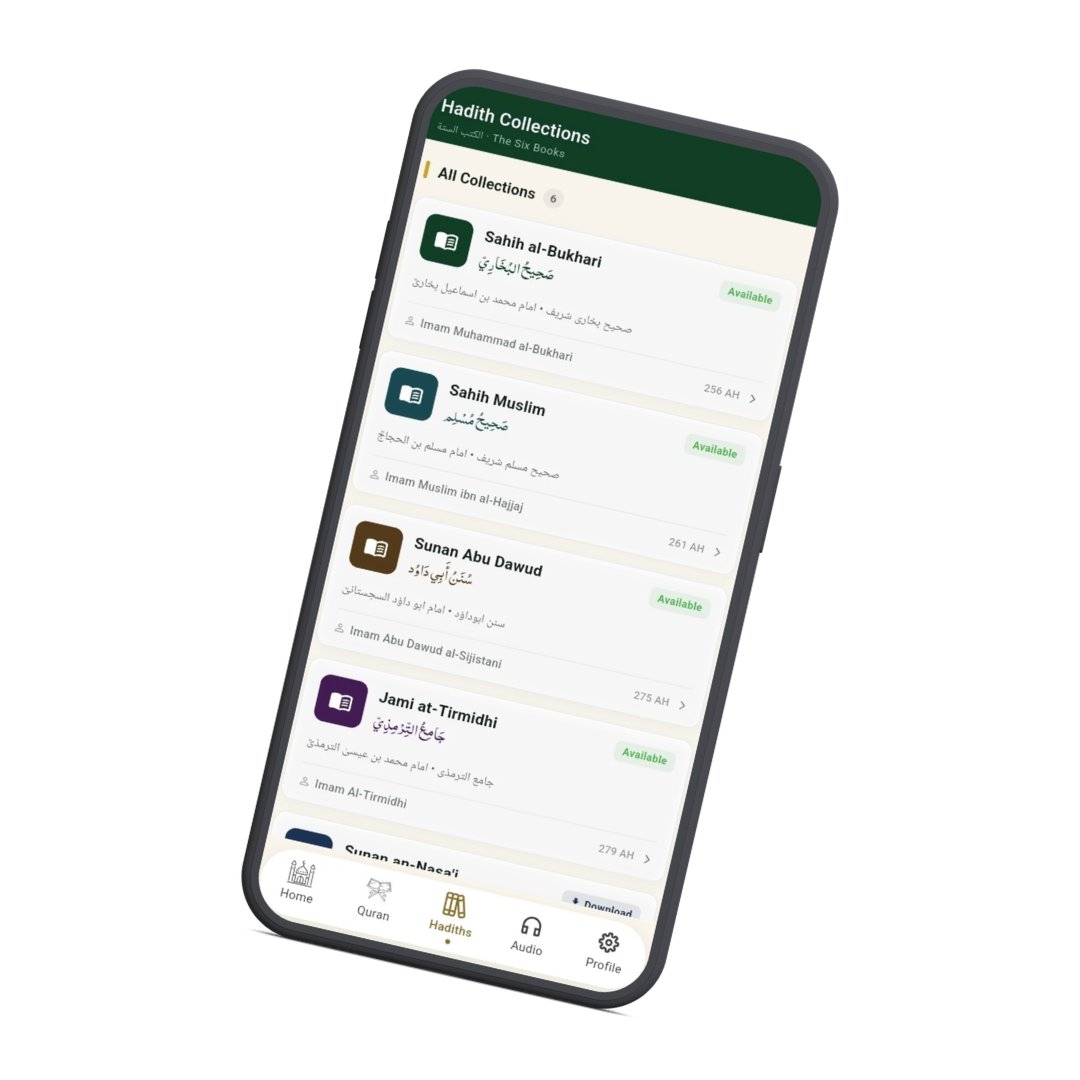 Hadith Collections
الكتب الستة · The Six Books
All Collections 6
Sahih al-Bukhari
صَحِيحُ البُخَارِيّ
Available
صحیح بخاری شریف • امام محمد بن اسماعیل بخاریؒ
Imam Muhammad al-Bukhari
256 AH
Sahih Muslim
صَحِيحُ مُسْلِم
Available
صحیح مسلم شریف • امام مسلم بن الحجاجؒ
Imam Muslim ibn al-Hajjaj
261 AH
Sunan Abu Dawud
سُنَنُ أَبِي دَاوُد
Available
سنن ابوداؤد • امام ابو داؤد السجستانیؒ
Imam Abu Dawud al-Sijistani
275 AH
Jami at-Tirmidhi
جَامِعُ التِّرْمِذِيّ
Available
جامع الترمذی • امام محمد بن عیسیٰ الترمذیؒ
Imam Al-Tirmidhi
279 AH
Sunan an-Nasa'i
Download
Home
Quran
Hadiths
Audio
Profile